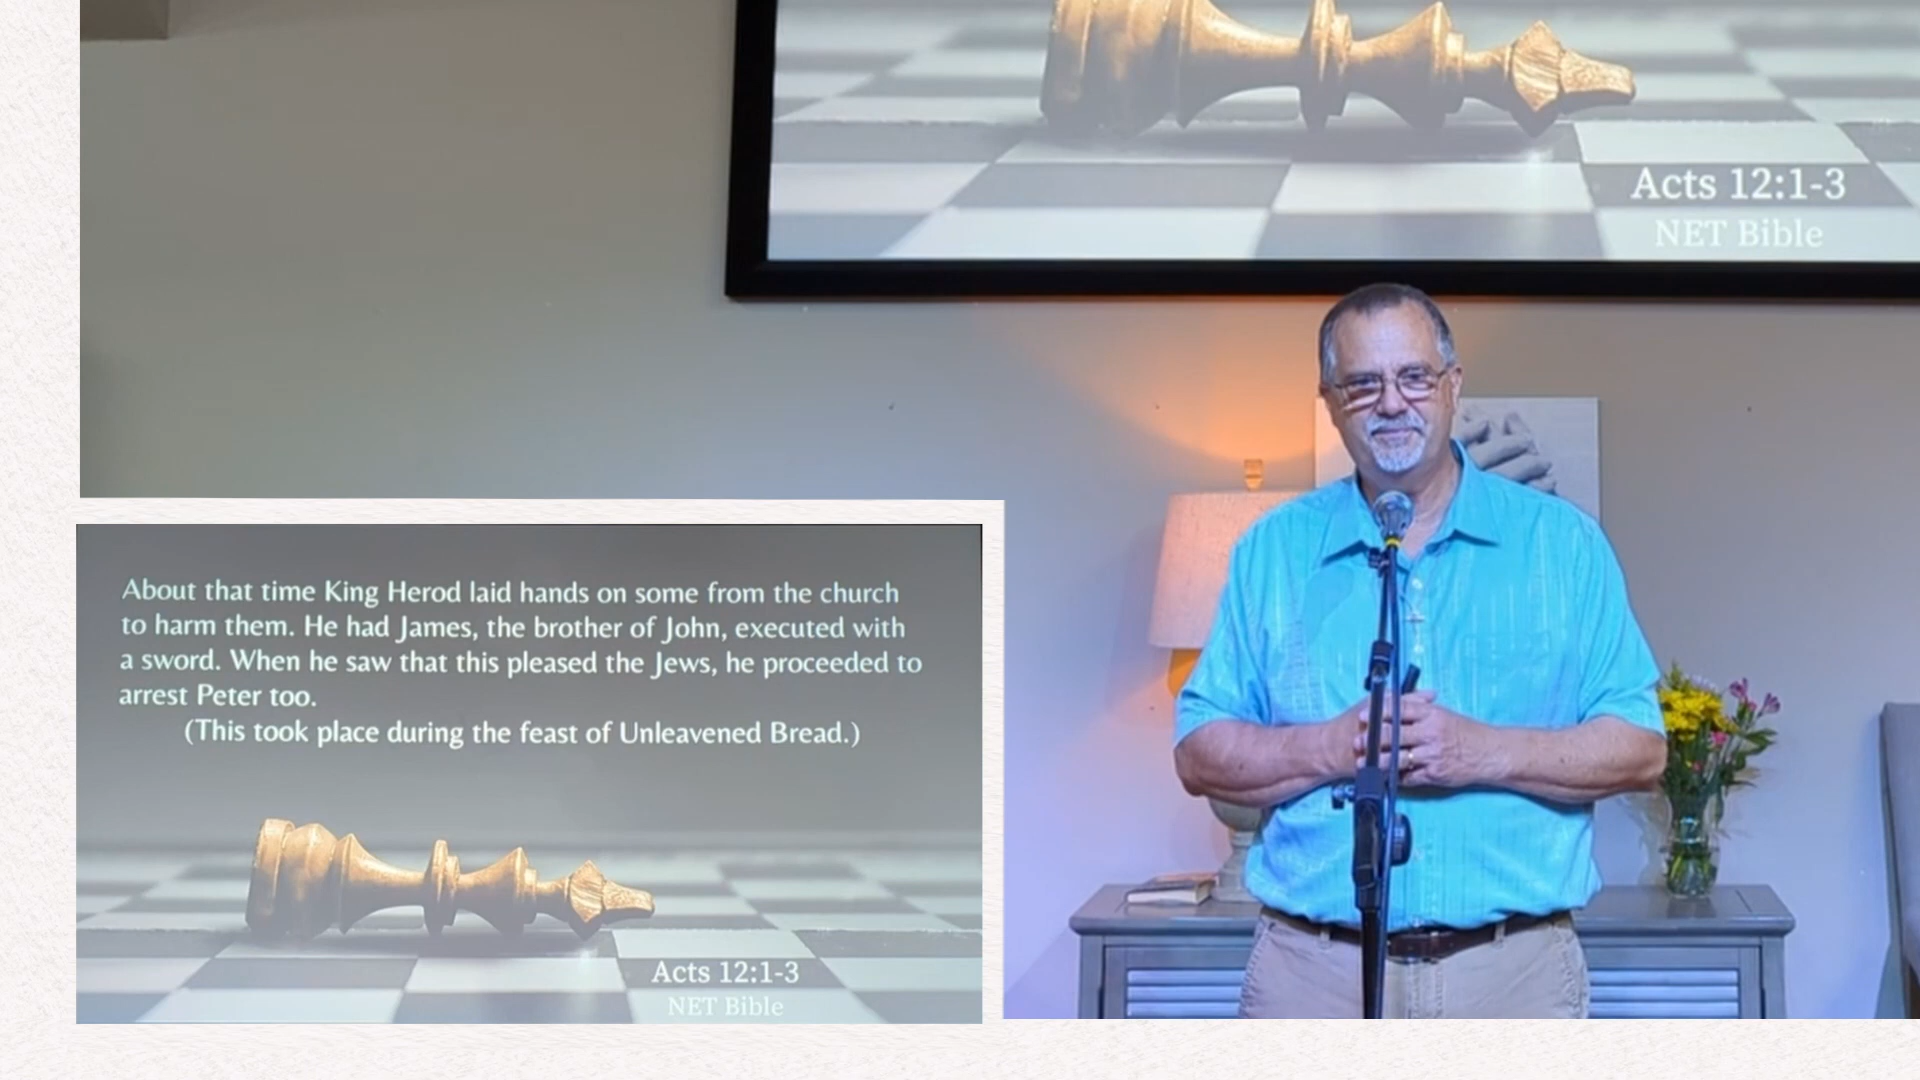 Acts 12:1-3
NET Bible
About that time King Herod laid hands on some from the church
to harm them. He had James, the brother of John, executed with
a sword. When he saw that this pleased the Jews, he proceeded to
arrest Peter too.
(This took place during the feast of Unleavened Bread.)
Acts 12:1-3
NET Bible